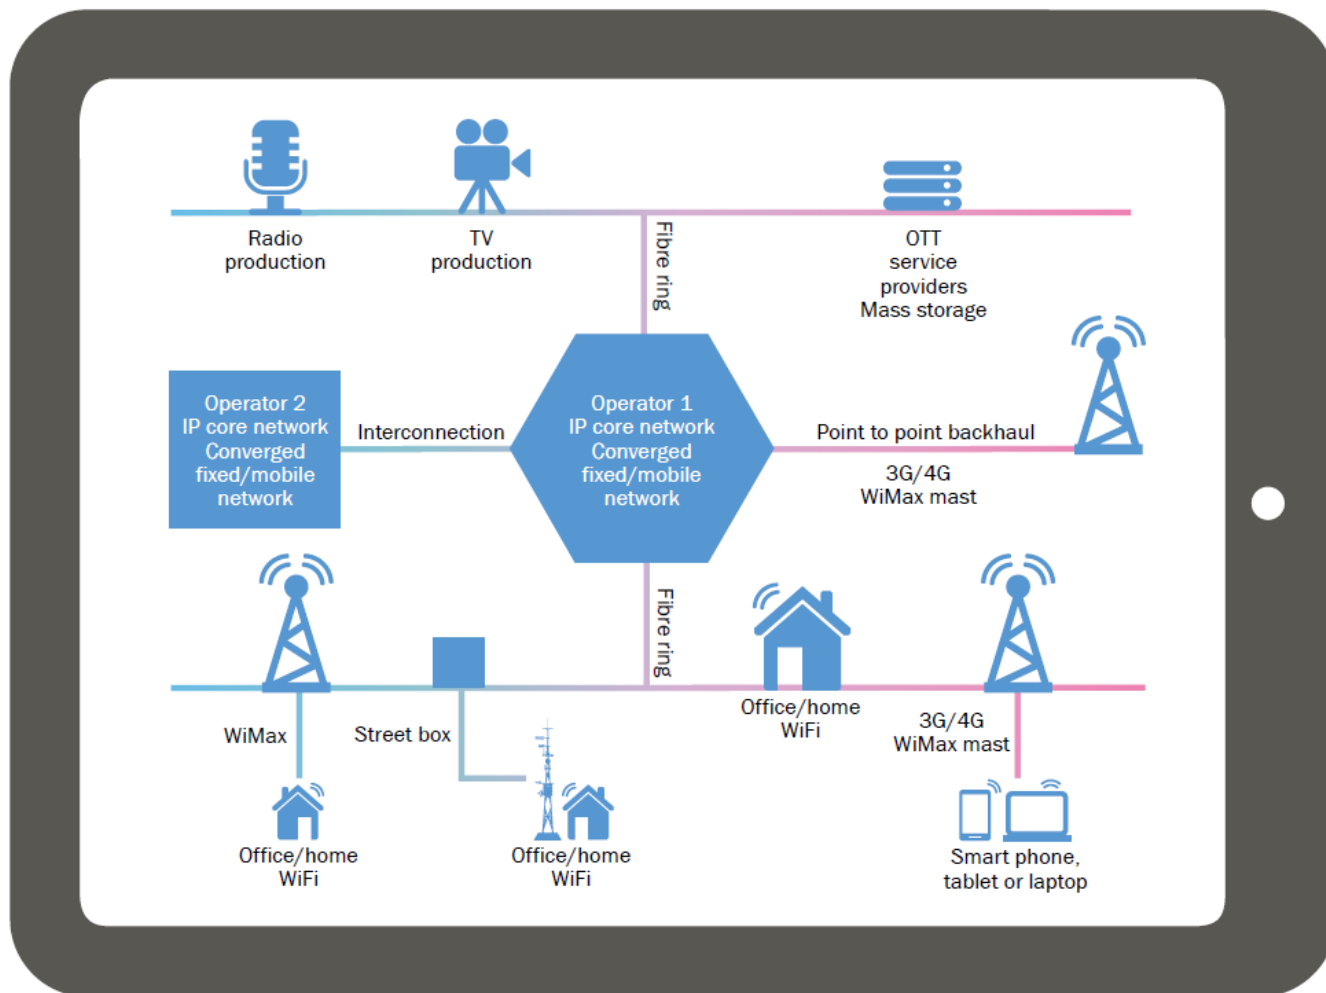 Radio
production
TV
production
Fibre ring
OTT
service
providers
Mass storage
Operator 2
IP core network
Converged
fixed/mobile
network
Interconnection
Operator 1
IP core network
Converged
fixed/mobile
network
Point to point backhaul
3G/4G
WiMax mast
Fibre ring
WiMax
Street box
Office/home
WiFi
3G/4G
WiMax mast
Office/home
WiFi
Office/home
WiFi
Smart phone,
tablet or laptop